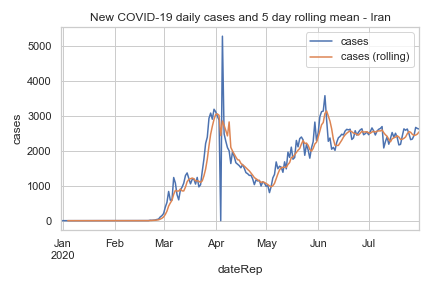 New COVID-19 daily cases and 5 day rolling mean - Iran
cases
cases (rolling)
5000
4000
3000
2000
1000
0
cases
Jan
2020
Feb
Mar
Apr
May
Jun
Jul
dateRep